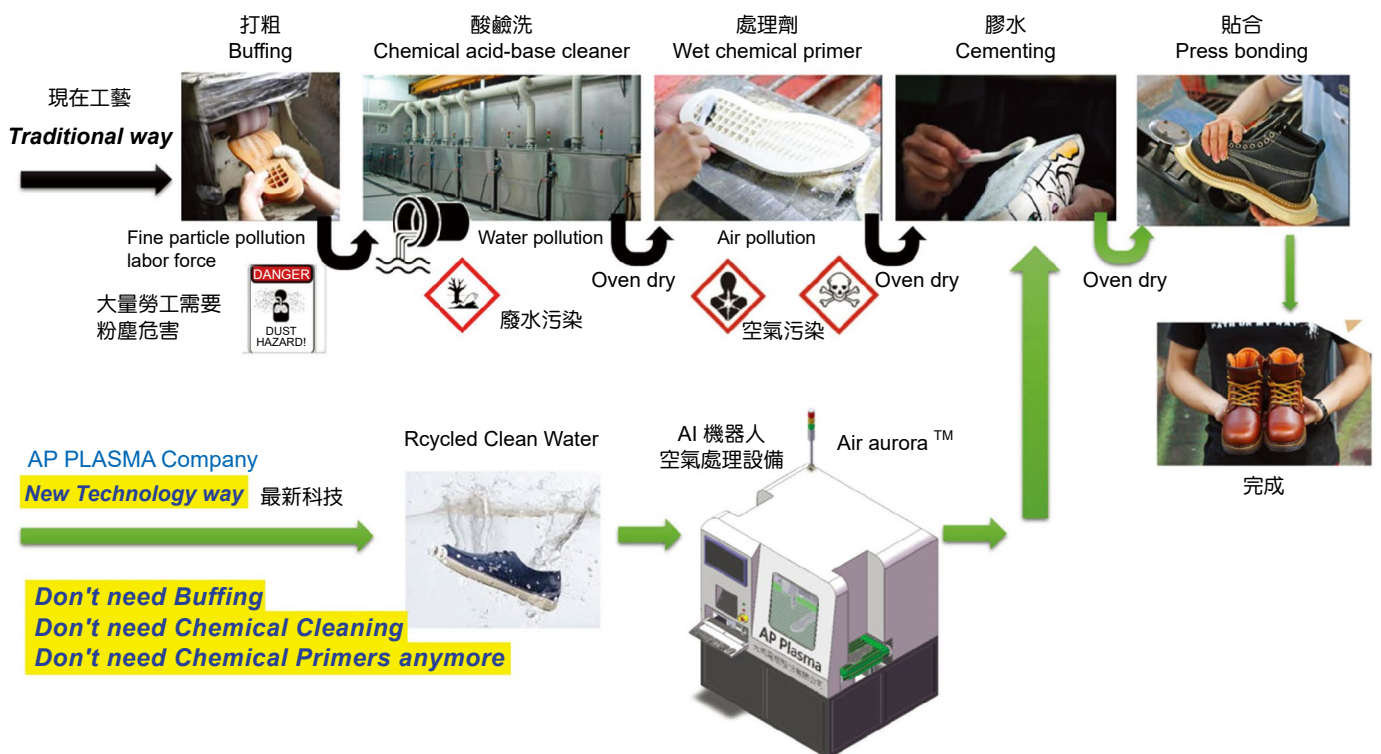 打粗
Buffing
酸鹼洗
Chemical acid-base cleaner
處理劑
Wet chemical primer
膠水
Cementing
貼合
Press bonding
現在工藝
Traditional way
Fine particle pollution
labor force
大量勞工需要
粉塵危害
DANGER
DUST
HAZARD!
Water pollution
廢水污染
Oven dry
Air pollution
空氣污染
Oven dry
Oven dry
完成
AP PLASMA Company
New Technology way
最新科技
Rcycled Clean Water
AI 機器人
空氣處理設備
Air aurora TM
AP Plasma
Don't need Buffing
Don't need Chemical Cleaning
Don't need Chemical Primers anymore